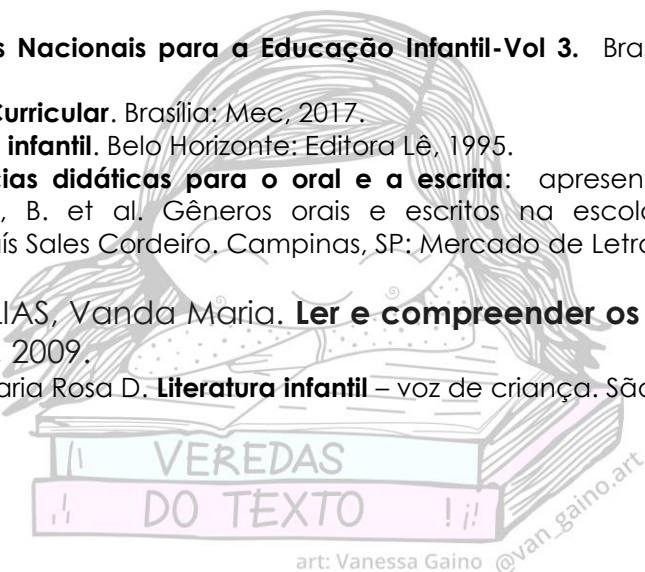 s Nacionais para a Educação Infantil-Vol 3. Bras
Curricular. Brasília: Mec, 2017.
infantil. Belo Horizonte: Editora Lê, 1995.
cias didáticas para o oral e a escrita: apresen
, B. et al. Gêneros orais e escritos na escol
ís Sales Cordeiro. Campinas, SP: Mercado de Letr
LIAS, Vanda Maria. Ler e compreender os
2009.
aria Rosa D. Literatura infantil – voz de criança. São
VEREDAS
DO TEXTO
art: Vanessa Gaino @van_gaino.art